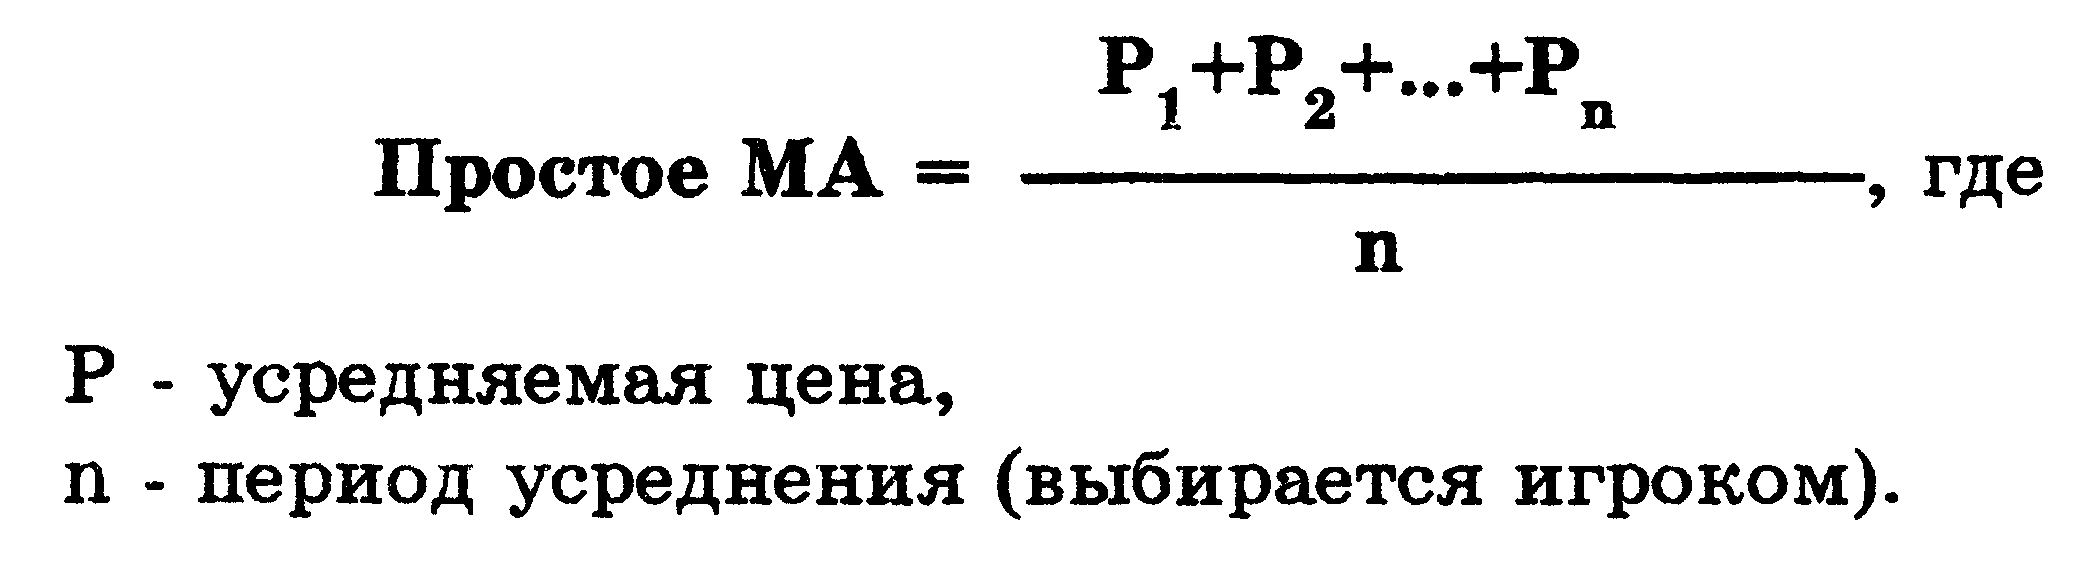 P₁+P₂+...+Pₙ
Простое МА = , где
n
P - усредняемая цена,
n - период усреднения (выбирается игроком).